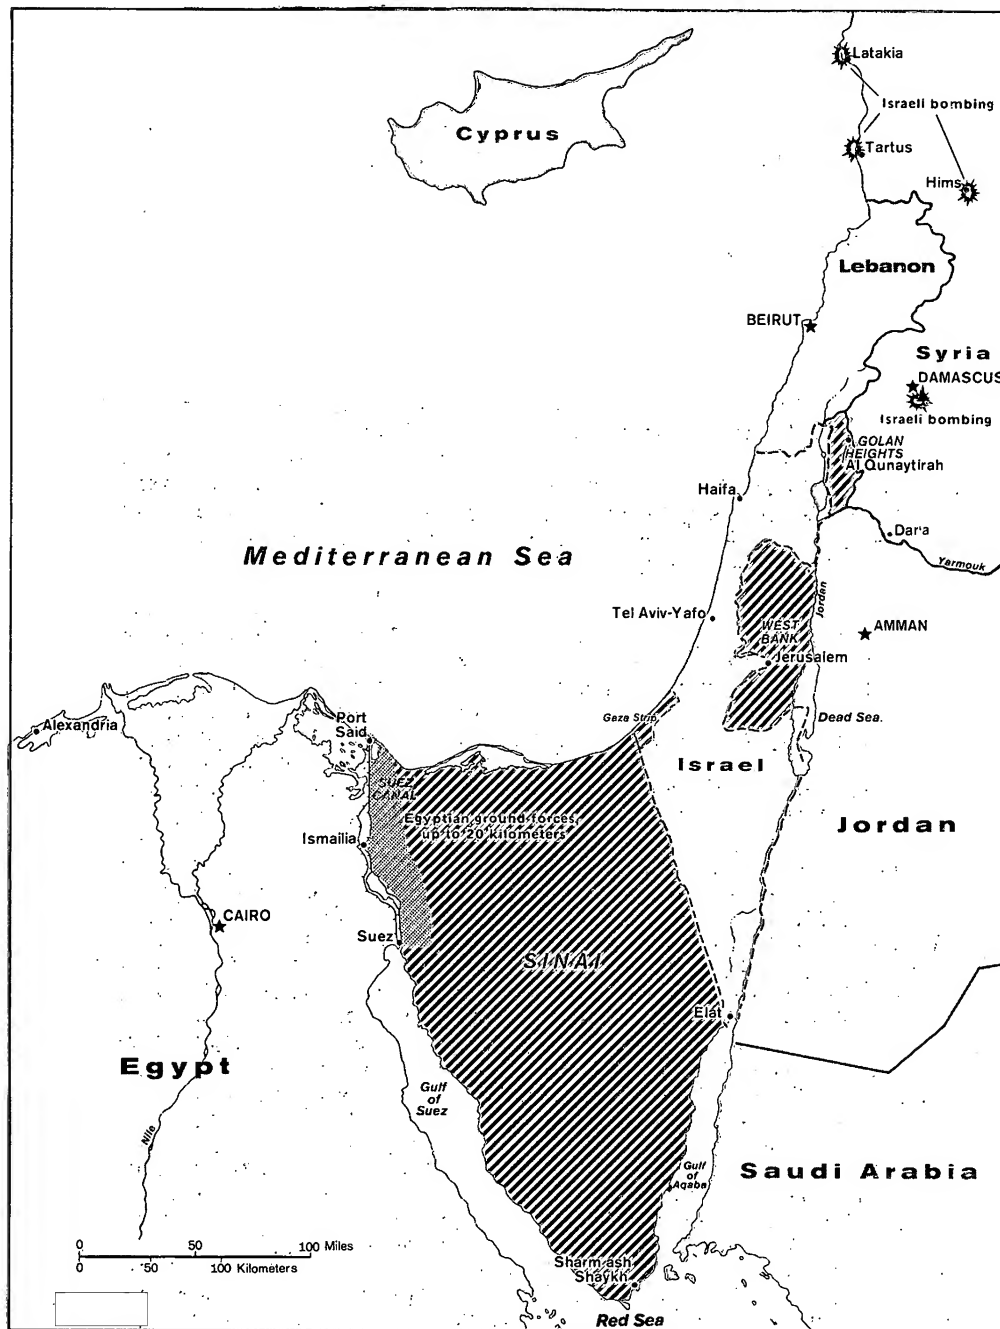 Latakia
Israeli bombing
Cyprus
Tartus
Hims
Lebanon
BEIRUT
Syria
DAMASCUS
Israeli bombing
GOLAN
HEIGHTS
Al Qunaytirah
Haifa
Dar'a
Mediterranean Sea
Yarmouk
Jordan
Tel Aviv-Yafo
WEST
BANK
AMMAN
Jerusalem
Alexandria
Port
Said
Gaza Strip
Dead Sea
Israel
SUEZ
CANAL
Egyptian ground forces,
up to 20 kilometers
Ismailia
Jordan
CAIRO
Suez
SINAI
Elat
Egypt
Gulf
of
Suez
Nile
Gulf
of
Aqaba
Saudi Arabia
0 50 100 Miles
0 50 100 Kilometers
Sharm ash
Shaykh
Red Sea